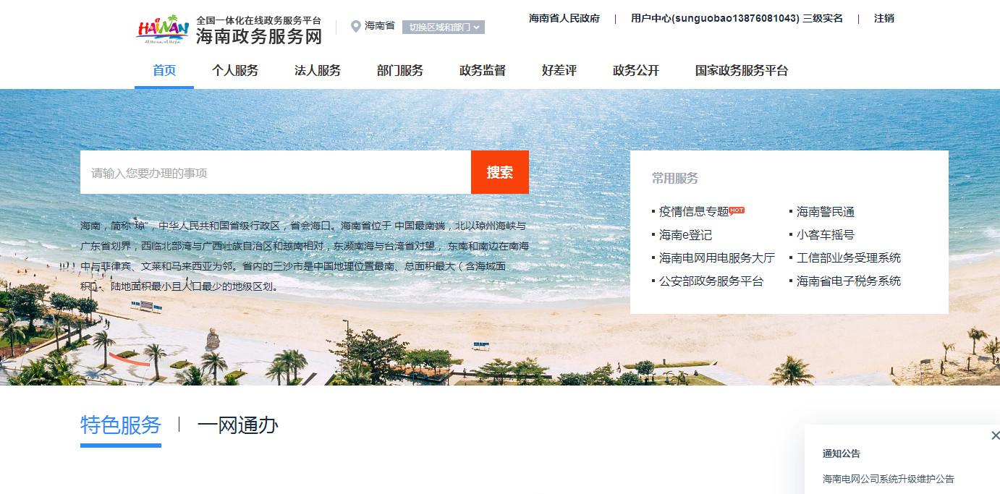 HAINAN
All the sun, all the fun.
全国一体化在线政务服务平台
海南政务服务网
海南省
切换区域和部门
海南省人民政府 | 用户中心(sunguobao13876081043) 三级实名 | 注销
首页 个人服务 法人服务 部门服务 政务监督 好差评 政务公开 国家政务服务平台
请输入您要办理的事项 搜索
海南，简称“琼”，中华人民共和国省级行政区，省会海口。海南省位于 中国最南端，北以琼州海峡与
广东省划界，西临北部湾与广西壮族自治区和越南相对，东濒南海与台湾省对望， 东南和南边在南海
中与菲律宾、文莱和马来西亚为邻。省内的三沙市是中国地理位置最南、总面积最大（含海域面
积）、陆地面积最小且人口最少的地级区划。
常用服务
疫情信息专题 HOT 海南警民通
海南e登记 小客车摇号
海南电网用电服务大厅 工信部业务受理系统
公安部政务服务平台 海南省电子税务系统
特色服务 | 一网通办
通知公告
海南电网公司系统升级维护公告